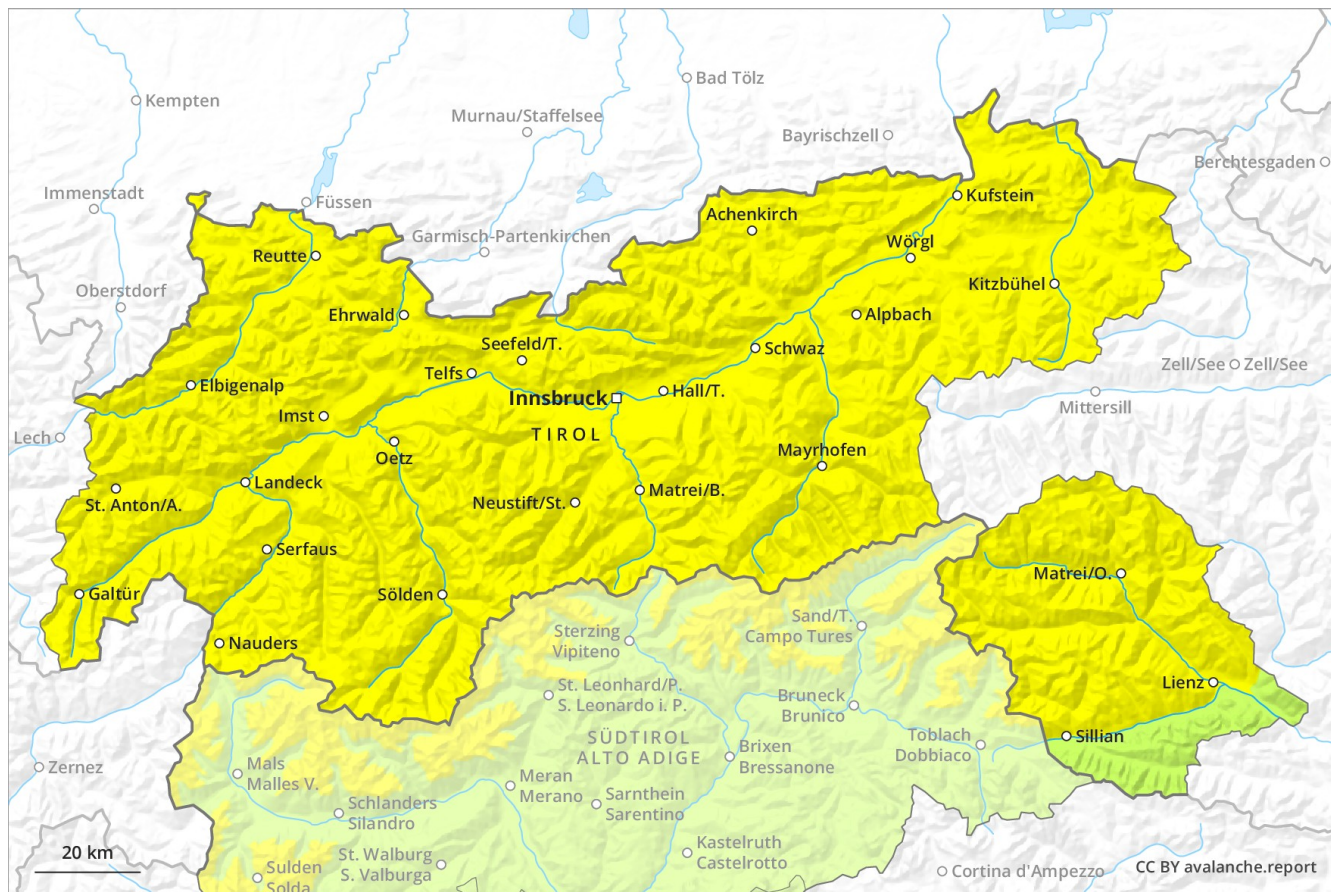 Bad Tölz
Kempten
Murnau/Staffelsee
Bayrischzell
Berchtesgaden
Immenstadt
Füssen
Kufstein
Achenkirch
Garmisch-Partenkirchen
Wörgl
Reutte
Kitzbühel
Oberstdorf
Ehrwald
Alpbach
Seefeld/T.
Schwaz
Zell/See
Zell/See
Telfs
Elbigenalp
Hall/T.
Innsbruck
Mittersill
Imst
TIROL
Lech
Oetz
Mayrhofen
Landeck
Matrei/B.
St. Anton/A.
Neustift/St.
Serfaus
Matrei/O.
Galtür
Sölden
Sand/T.
Campo Tures
Sterzing
Vipiteno
Nauders
Lienz
St. Leonhard/P.
S. Leonardo i. P.
Bruneck
Brunico
Sillian
Toblach
Dobbiaco
SÜDTIROL
ALTO ADIGE
Brixen
Bressanone
Zernez
Mals
Malles V.
Meran
Merano
Sarnthein
Sarentino
Schlanders
Silandro
20 km
St. Walburg
S. Valburga
Kastelruth
Castelrotto
Sulden
Solda
Cortina d'Ampezzo
CC BY avalanche.report